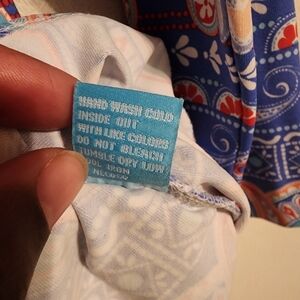 HAND WASH COLD
INSIDE OUT
WITH LIKE COLORS
DO NOT BLEACH
TUMBLE DRY LOW
COOL IRON